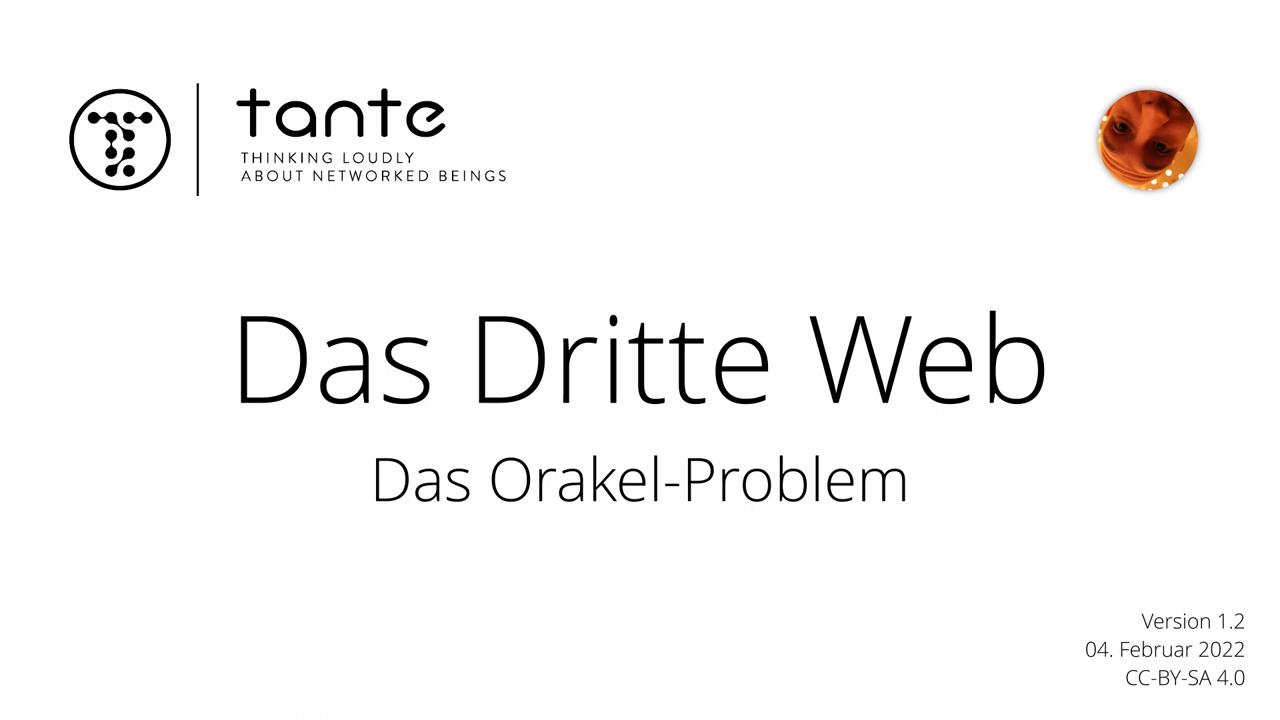 tante
THINKING LOUDLY
ABOUT NETWORKED BEINGS
Das Dritte Web
Das Orakel-Problem
Version 1.2
04. Februar 2022
CC-BY-SA 4.0